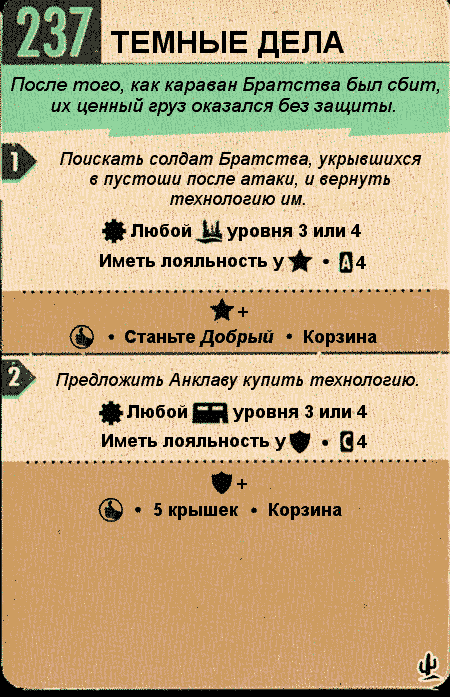 237 ТЕМНЫЕ ДЕЛА
После того, как караван Братства был сбит,
их ценный груз оказался без защиты.
1
Поискать солдат Братства, укрывшихся
в пустоши после атаки, и вернуть
технологию им.
Любой уровня 3 или 4
Иметь лояльность у • A 4
+
• Станьте Добрый • Корзина
2
Предложить Анклаву купить технологию.
Любой уровня 3 или 4
Иметь лояльность у • C 4
+
• 5 крышек • Корзина